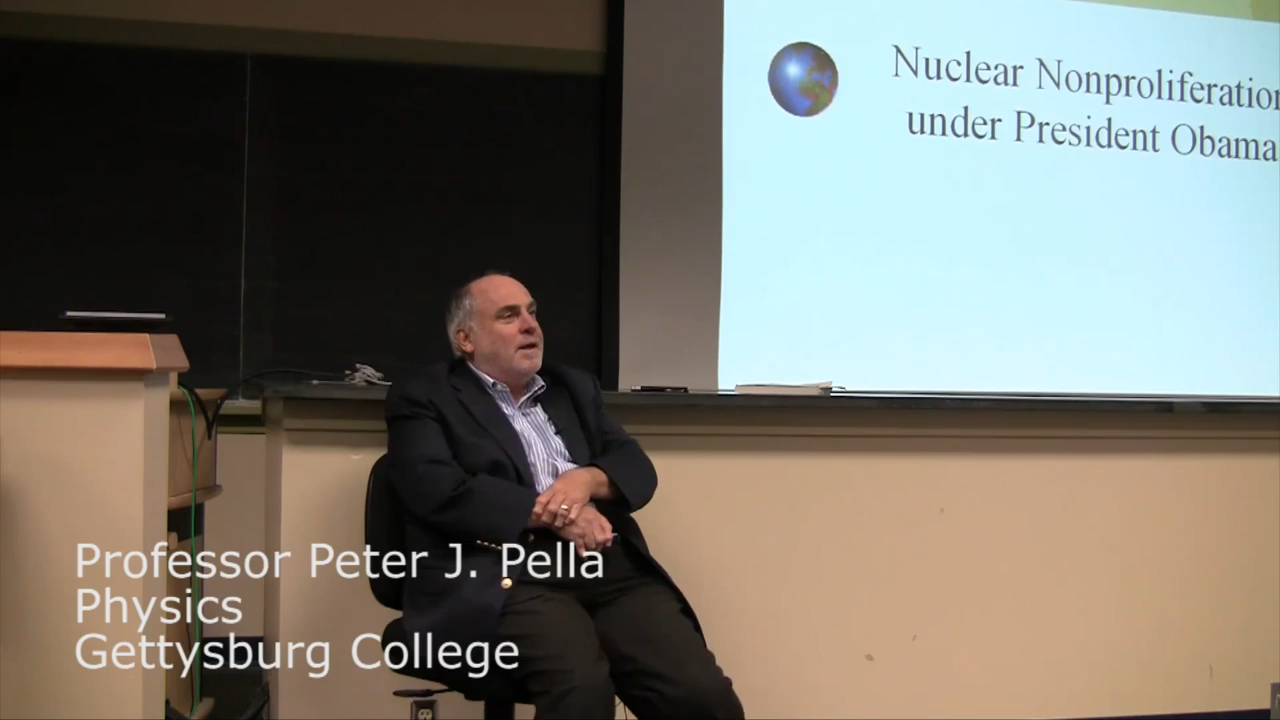 Nuclear Nonproliferation
under President Obama
Professor Peter J. Pella
Physics
Gettysburg College